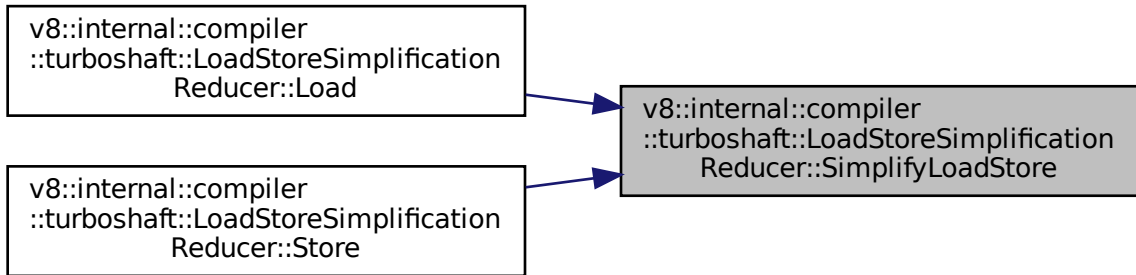 v8::internal::compiler
::turboshaft::LoadStoreSimplification
Reducer::Load
v8::internal::compiler
::turboshaft::LoadStoreSimplification
Reducer::SimplifyLoadStore
v8::internal::compiler
::turboshaft::LoadStoreSimplification
Reducer::Store